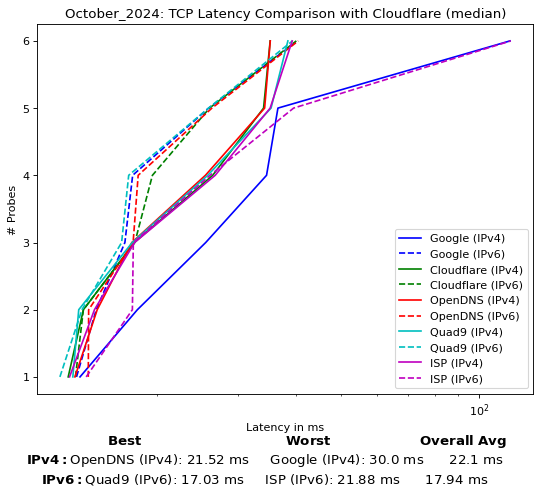 October_2024: TCP Latency Comparison with Cloudflare (median)
6
5
4
3
2
1
# Probes
Google (IPv4)
Google (IPv6)
Cloudflare (IPv4)
Cloudflare (IPv6)
OpenDNS (IPv4)
OpenDNS (IPv6)
Quad9 (IPv4)
Quad9 (IPv6)
ISP (IPv4)
ISP (IPv6)
10^2
Latency in ms
Best Worst Overall Avg
IPv4: OpenDNS (IPv4): 21.52 ms Google (IPv4): 30.0 ms 22.1 ms
IPv6: Quad9 (IPv6): 17.03 ms ISP (IPv6): 21.88 ms 17.94 ms